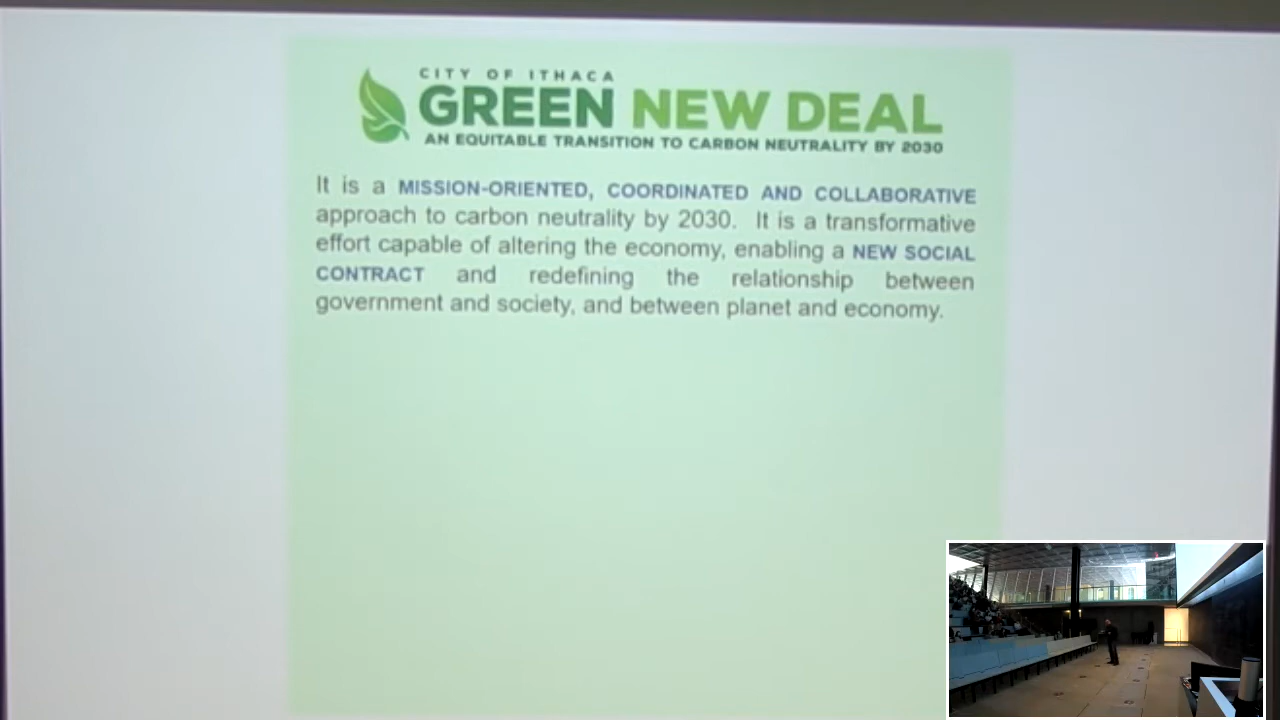 CITY OF ITHACA
GREEN NEW DEAL
AN EQUITABLE TRANSITION TO CARBON NEUTRALITY BY 2030
It is a MISSION-ORIENTED, COORDINATED AND COLLABORATIVE
approach to carbon neutrality by 2030. It is a transformative
effort capable of altering the economy, enabling a NEW SOCIAL
CONTRACT and redefining the relationship between
government and society, and between planet and economy.